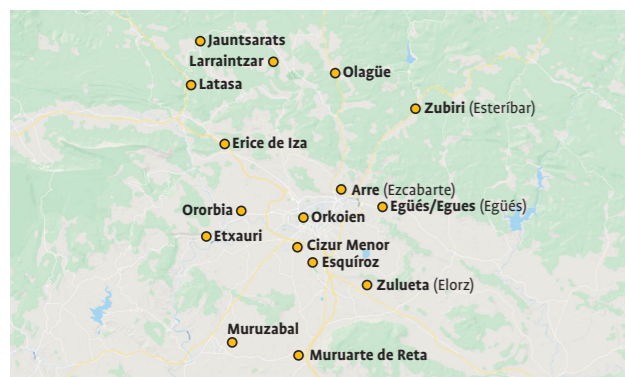 Jauntsarats
Larraintzar
Olagüe
Latasa
Zubiri (Esteríbar)
Erice de Iza
Arre (Ezcabarte)
Egüés/Egues (Egüés)
Ororbia
Orkoien
Etxauri
Cizur Menor
Esquíroz
Zulueta (Elorz)
Muruzabal
Muruarte de Reta